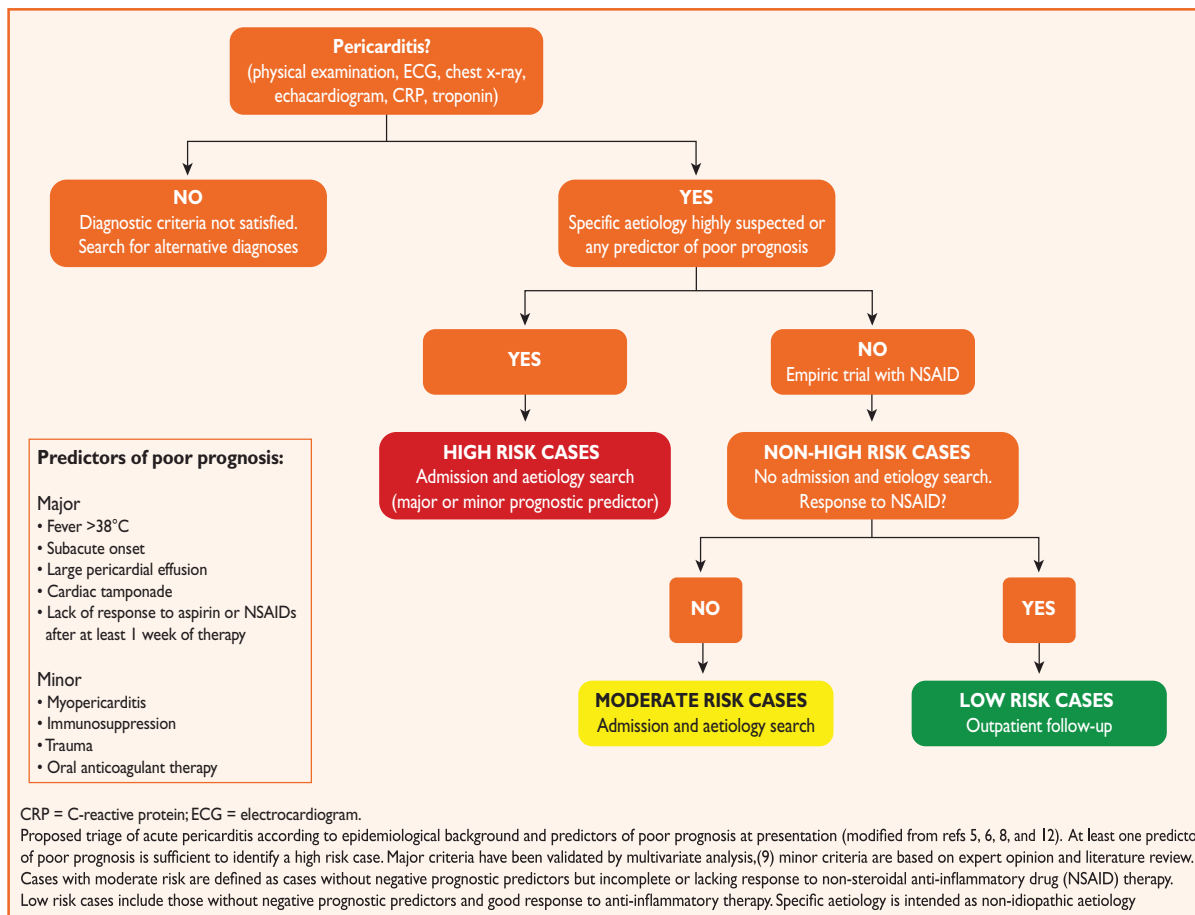 Pericarditis?
(physical examination, ECG, chest x-ray,
echacardiogram, CRP, troponin)
NO
Diagnostic criteria not satisfied.
Search for alternative diagnoses
YES
Specific aetiology highly suspected or
any predictor of poor prognosis
YES
NO
Empiric trial with NSAID
HIGH RISK CASES
Admission and aetiology search
(major or minor prognostic predictor)
NON-HIGH RISK CASES
No admission and etiology search.
Response to NSAID?
NO
YES
MODERATE RISK CASES
Admission and aetiology search
LOW RISK CASES
Outpatient follow-up
Predictors of poor prognosis:
Major
• Fever >38°C
• Subacute onset
• Large pericardial effusion
• Cardiac tamponade
• Lack of response to aspirin or NSAIDs
after at least 1 week of therapy
Minor
• Myopericarditis
• Immunosuppression
• Trauma
• Oral anticoagulant therapy
CRP = C-reactive protein; ECG = electrocardiogram.
Proposed triage of acute pericarditis according to epidemiological background and predictors of poor prognosis at presentation (modified from refs 5, 6, 8, and 12). At least one predicto
of poor prognosis is sufficient to identify a high risk case. Major criteria have been validated by multivariate analysis,(9) minor criteria are based on expert opinion and literature review.
Cases with moderate risk are defined as cases without negative prognostic predictors but incomplete or lacking response to non-steroidal anti-inflammatory drug (NSAID) therapy.
Low risk cases include those without negative prognostic predictors and good response to anti-inflammatory therapy. Specific aetiology is intended as non-idiopathic aetiology